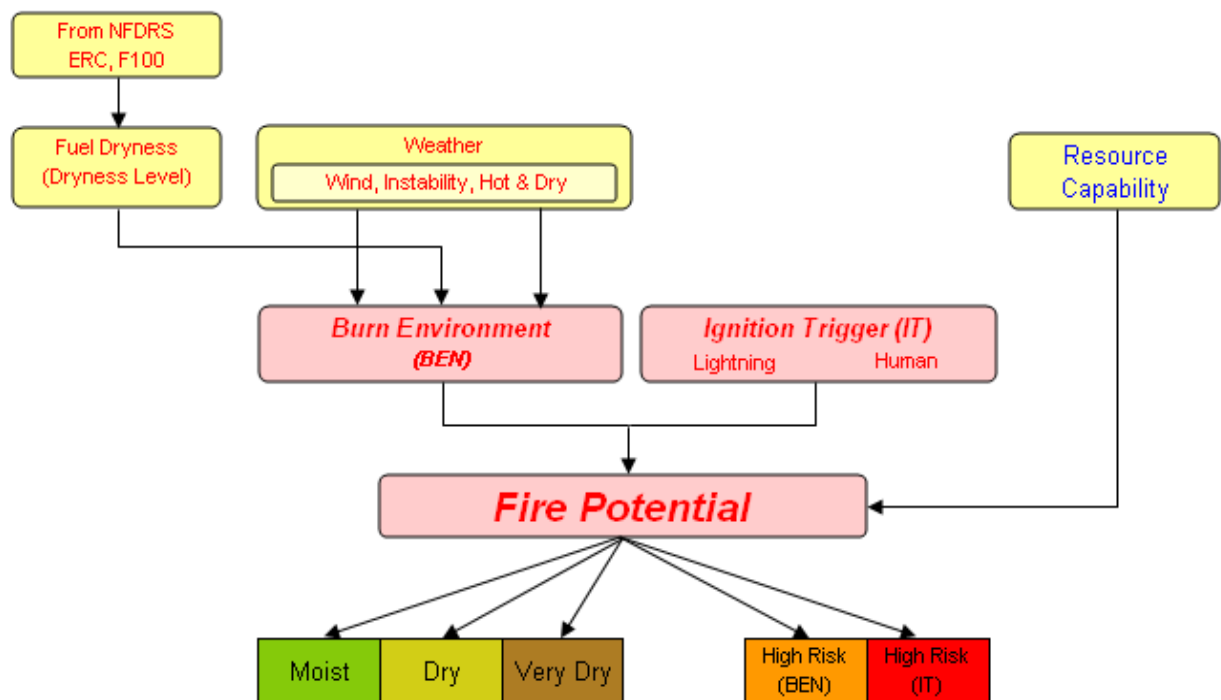 From NFDRS
ERC, F100
Fuel Dryness
(Dryness Level)
Weather
Wind, Instability, Hot & Dry
Resource
Capability
Burn Environment
(BEN)
Ignition Trigger (IT)
Lightning Human
Fire Potential
Moist
Dry
Very Dry
High Risk
(BEN)
High Risk
(IT)